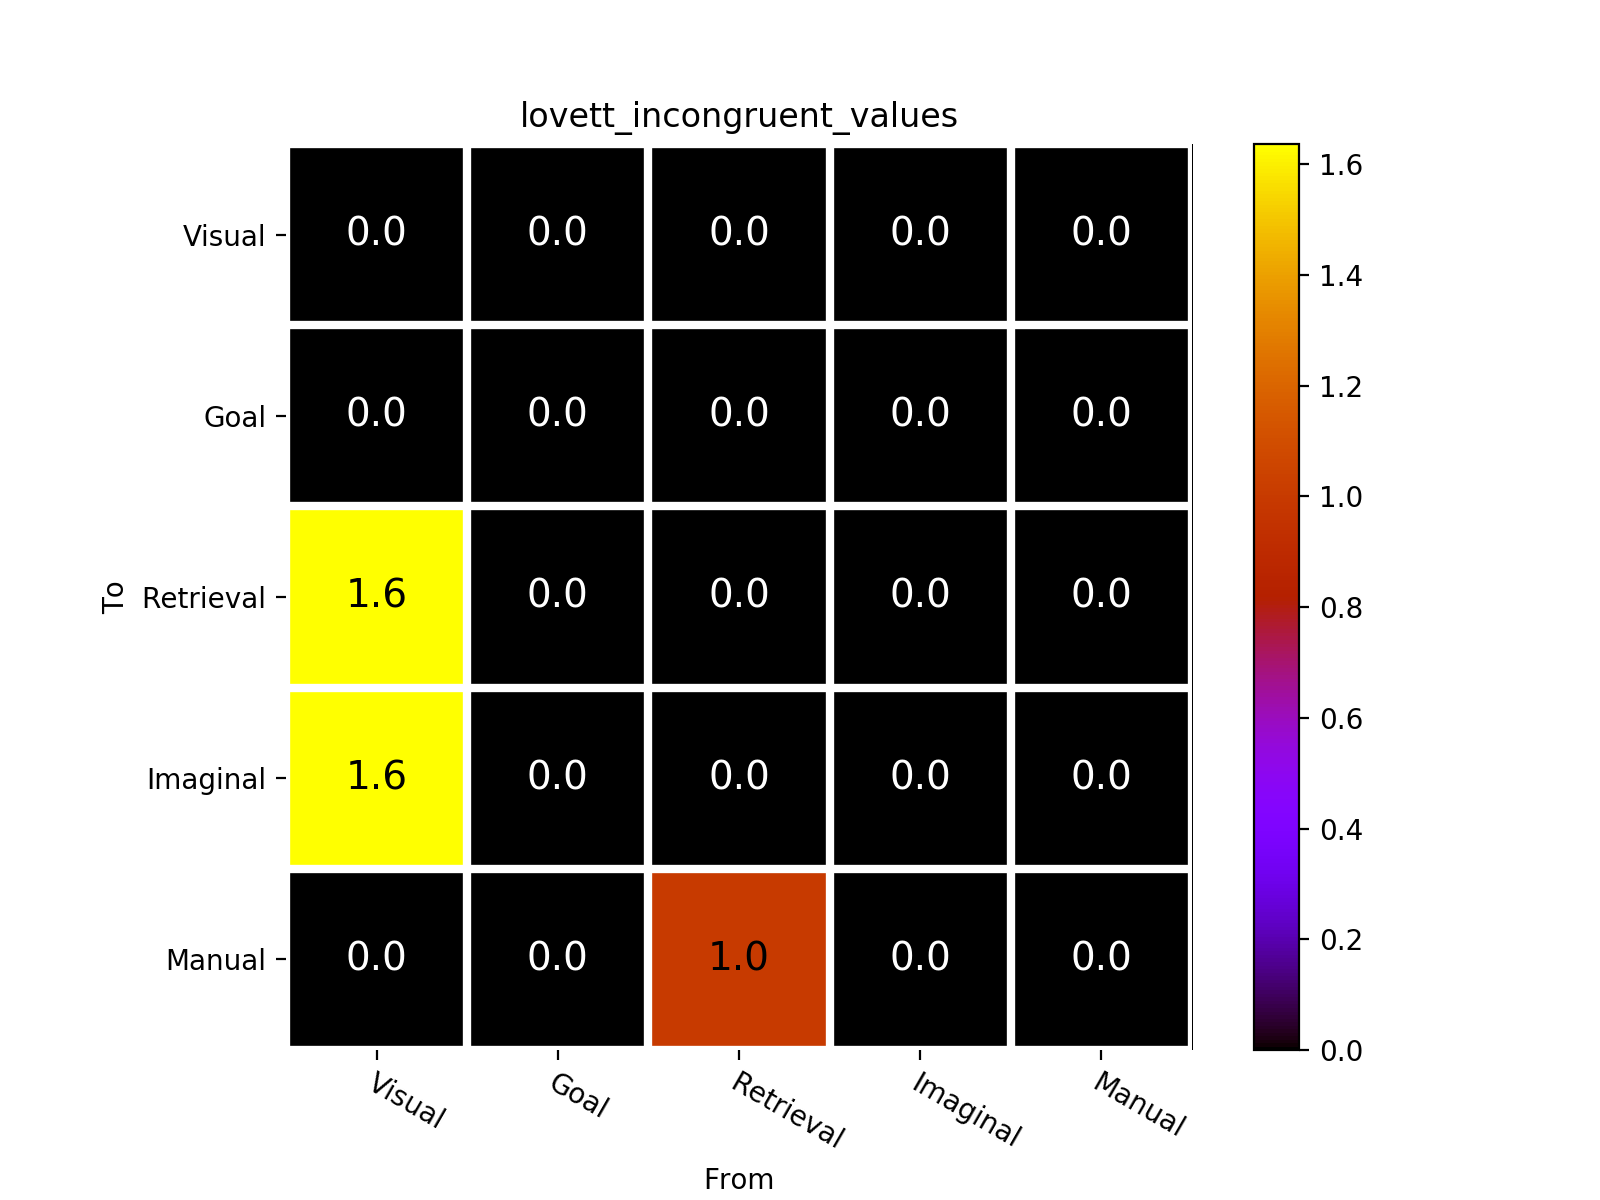 lovett_incongruent_values
Visual 0.0 0.0 0.0 0.0 0.0
Goal 0.0 0.0 0.0 0.0 0.0
Retrieval 1.6 0.0 0.0 0.0 0.0
Imaginal 1.6 0.0 0.0 0.0 0.0
Manual 0.0 0.0 1.0 0.0 0.0
To
Visual Goal Retrieval Imaginal Manual
From
1.6
1.4
1.2
1.0
0.8
0.6
0.4
0.2
0.0